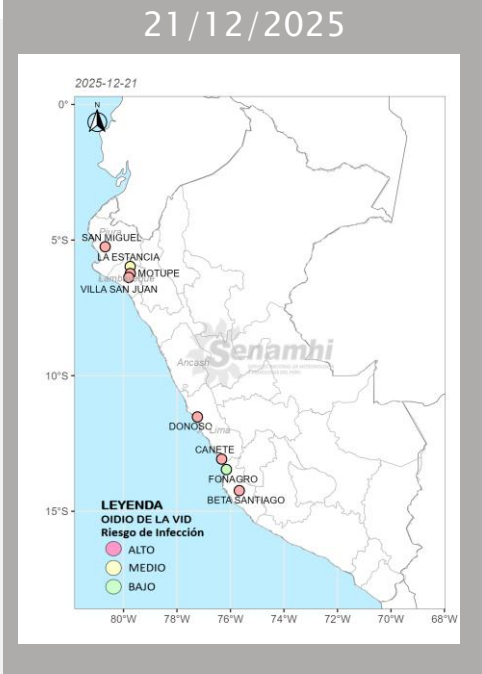 21/12/2025
2025-12-21
N
0°
Piura
SAN MIGUEL
5°S
LA ESTANCIA
MOTUPE
Lambayeque
VILLA SAN JUAN
Senamhi
Ancash
10°S
DONOSO
Lima
CAÑETE
FONAGRO
BETA SANTIAGO
15°S
LEYENDA
OIDIO DE LA VID
Riesgo de Infección
ALTO
MEDIO
BAJO
80°W 78°W 76°W 74°W 72°W 70°W 68°W